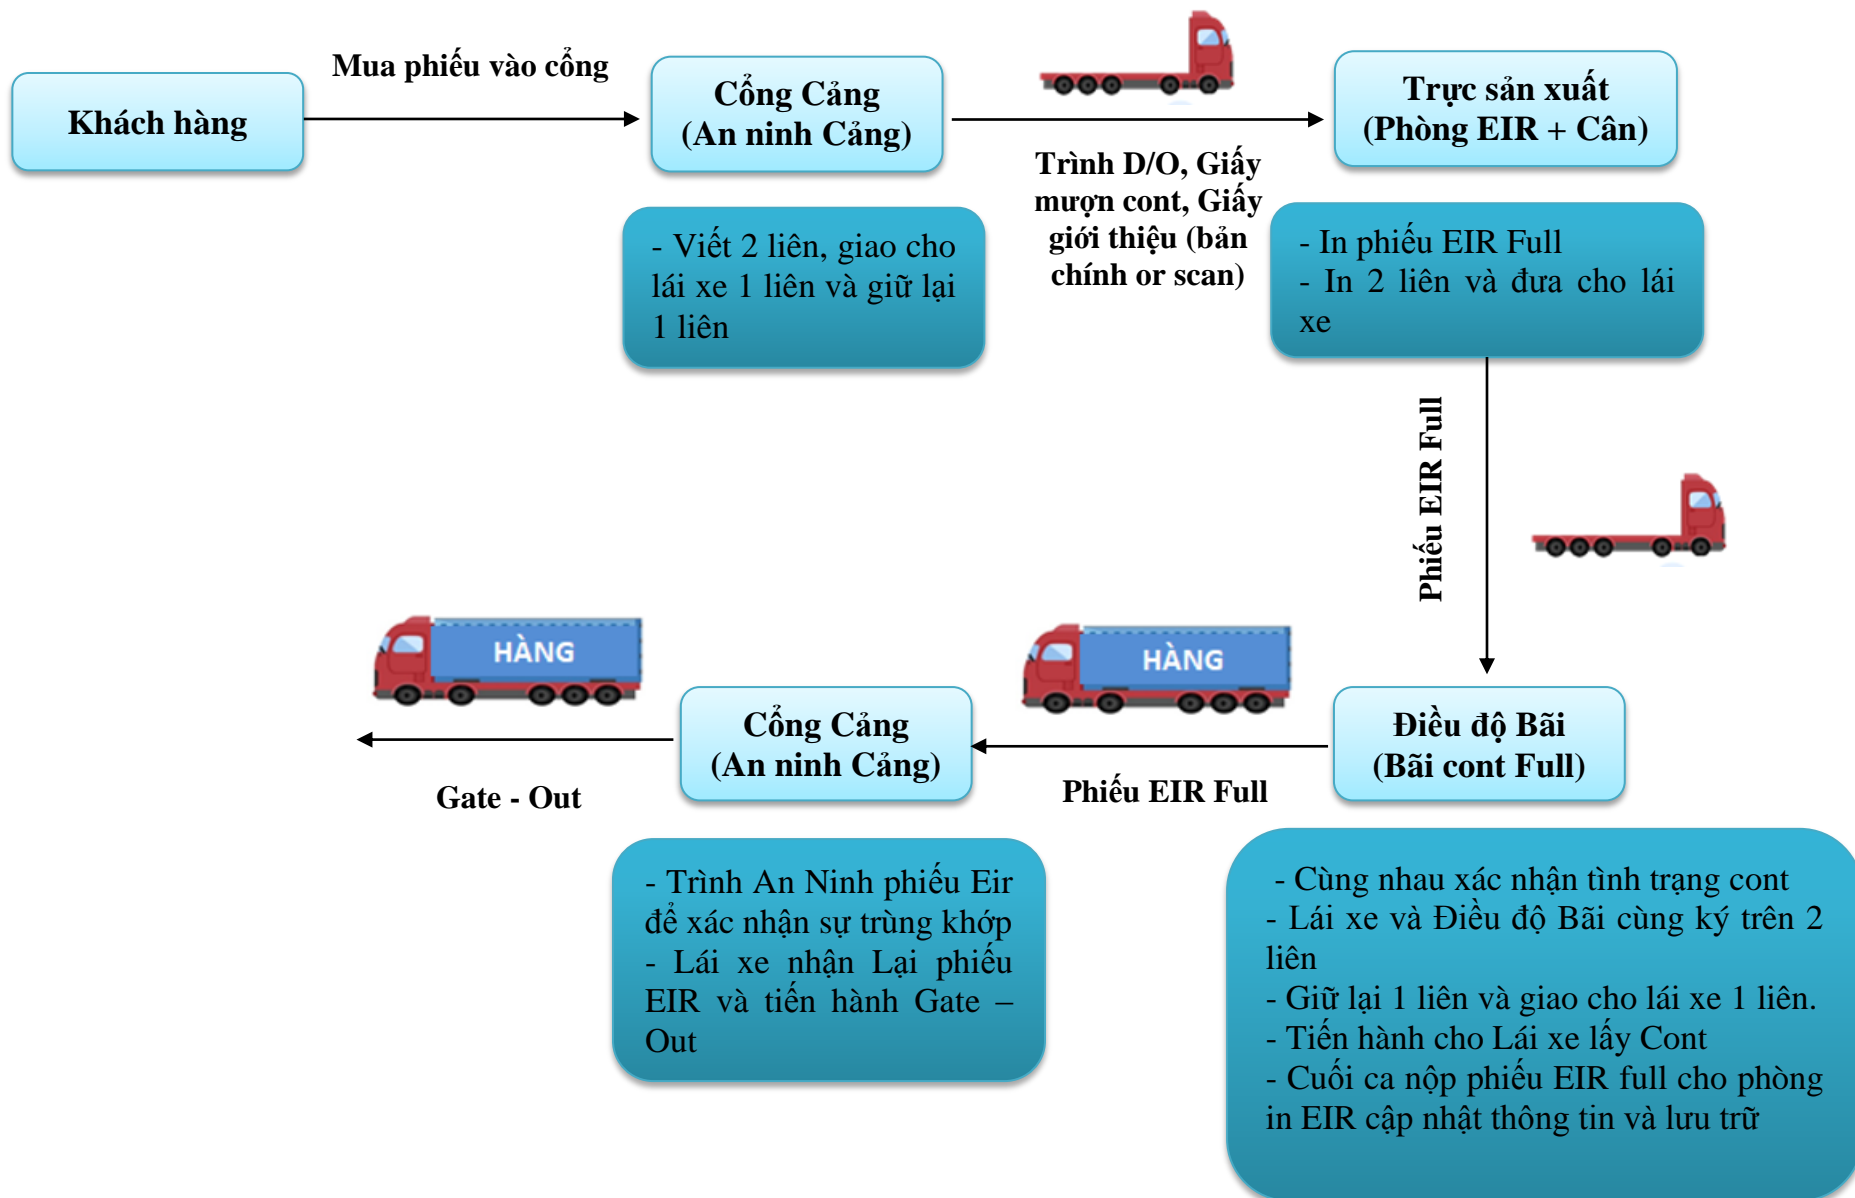 Khách hàng
Mua phiếu vào cổng
Cổng Cảng
(An ninh Cảng)
- Viết 2 liên, giao cho
lái xe 1 liên và giữ lại
1 liên
Trình D/O, Giấy
mượn cont, Giấy
giới thiệu (bản
chính or scan)
Trực sản xuất
(Phòng EIR + Cân)
- In phiếu EIR Full
- In 2 liên và đưa cho lái
xe
Phiếu EIR Full
Điều độ Bãi
(Bãi cont Full)
- Cùng nhau xác nhận tình trạng cont
- Lái xe và Điều độ Bãi cùng ký trên 2
liên
- Giữ lại 1 liên và giao cho lái xe 1 liên.
- Tiến hành cho Lái xe lấy Cont
- Cuối ca nộp phiếu EIR full cho phòng
in EIR cập nhật thông tin và lưu trữ
HÀNG
Phiếu EIR Full
Cổng Cảng
(An ninh Cảng)
- Trình An Ninh phiếu Eir
để xác nhận sự trùng khớp
- Lái xe nhận Lại phiếu
EIR và tiến hành Gate –
Out
HÀNG
Gate - Out